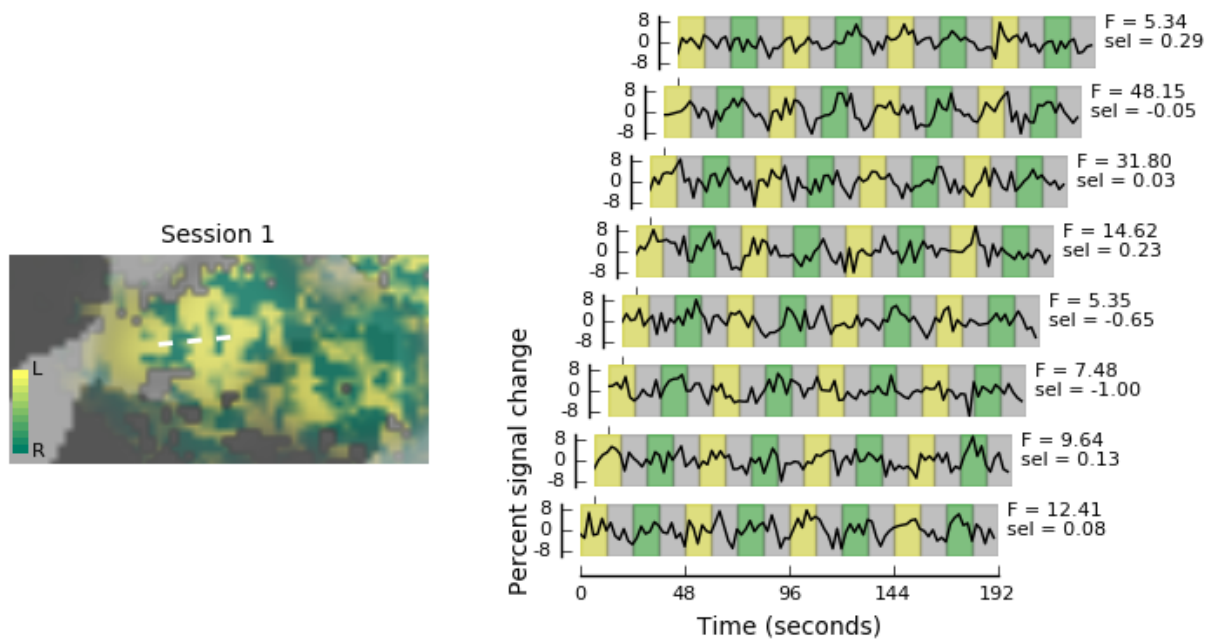 8
0
-8
F = 5.34
sel = 0.29
8
0
-8
F = 48.15
sel = -0.05
8
0
-8
F = 31.80
sel = 0.03
Session 1
8
0
-8
F = 14.62
sel = 0.23
8
0
-8
F = 5.35
sel = -0.65
L
R
8
0
-8
F = 7.48
sel = -1.00
8
0
-8
F = 9.64
sel = 0.13
8
0
-8
F = 12.41
sel = 0.08
Percent signal change
0 48 96 144 192
Time (seconds)